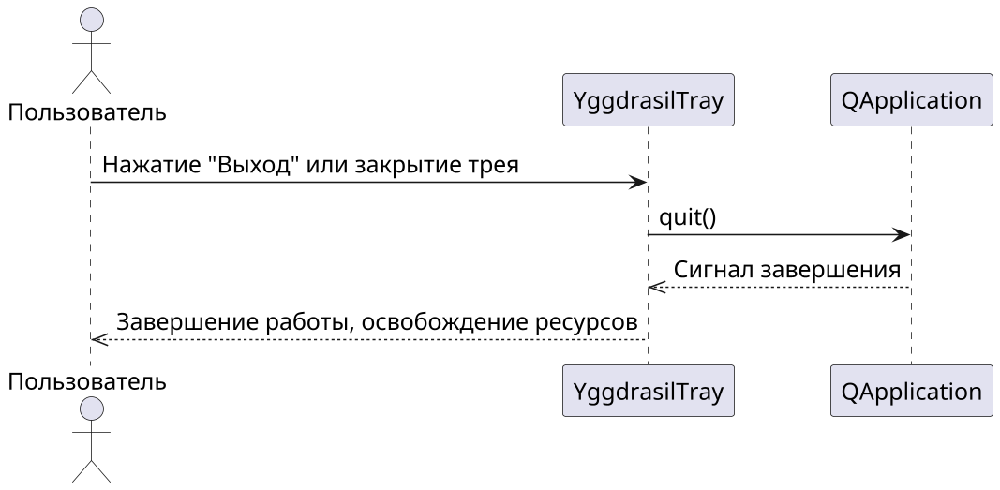 Пользователь
YggdrasilTray
QApplication
Нажатие "Выход" или закрытие трея
quit()
Сигнал завершения
Завершение работы, освобождение ресурсов
Пользователь
YggdrasilTray
QApplication